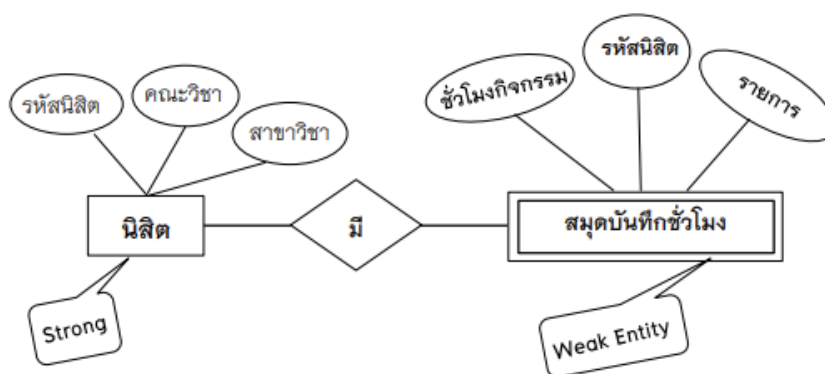 รหัสนิสิต
คณะวิชา
สาขาวิชา
ชั่วโมงกิจกรรม
รหัสนิสิต
รายการ
นิสิต
มี
สมุดบันทึกชั่วโมง
Strong
Weak Entity